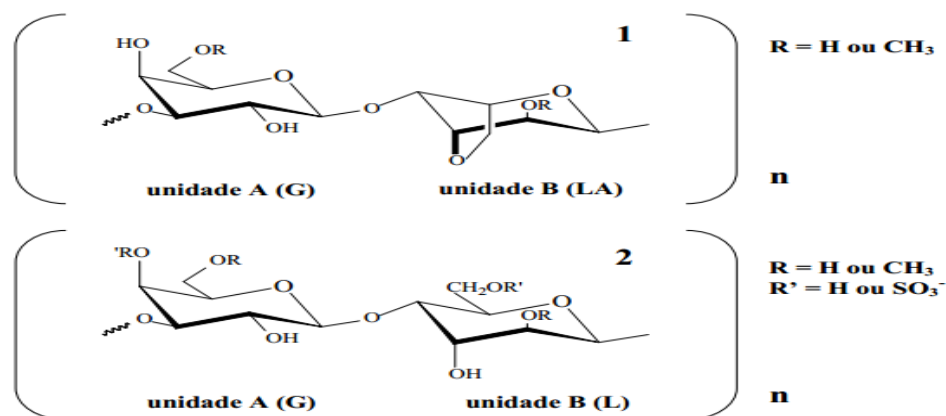 1
R = H ou CH₃
HO
OR
O
O
O
OR
O
OH
O
unidade A (G)
unidade B (LA)
n
2
'RO
OR
R = H ou CH₃
R' = H ou SO₃⁻
CH₂OR'
O
O
O
OR
O
OH
OH
unidade A (G)
unidade B (L)
n